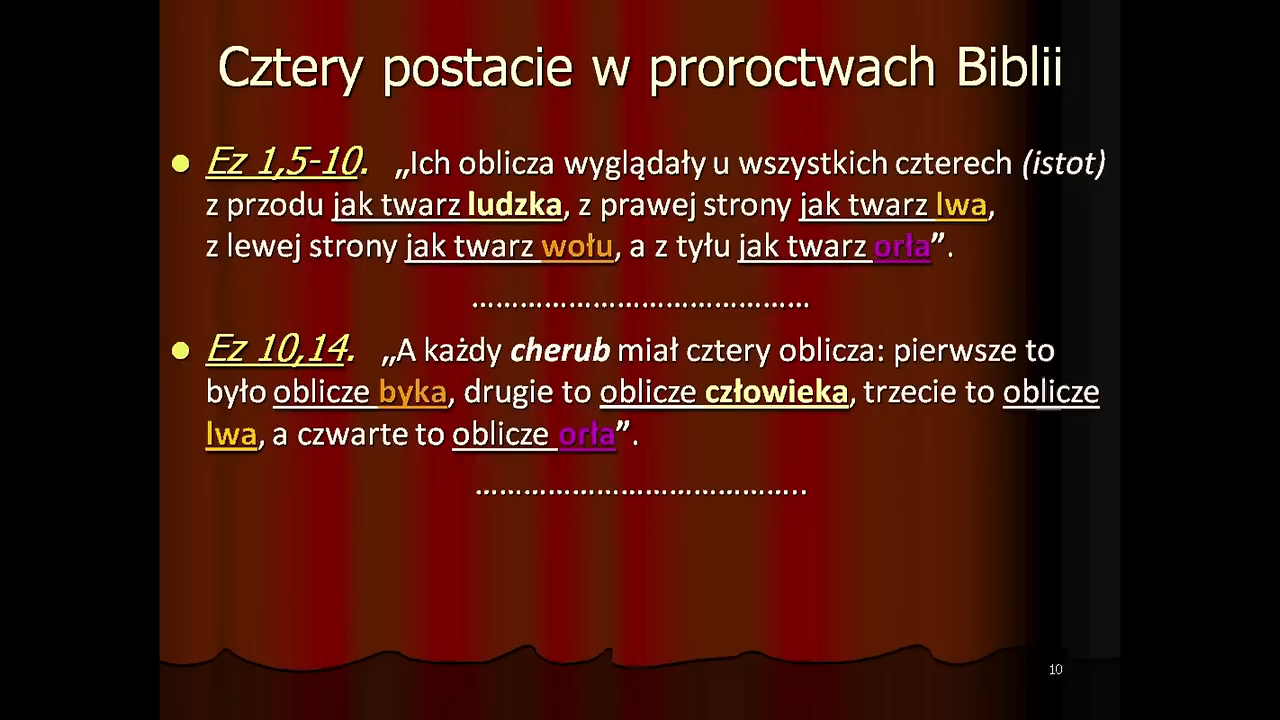 Cztery postacie w proroctwach Biblii
● Ez 1,5-10. „Ich oblicza wyglądały u wszystkich czterech (istot)
z przodu jak twarz ludzka, z prawej strony jak twarz lwa,
z lewej strony jak twarz wołu, a z tyłu jak twarz orła”.
……………………………………
● Ez 10,14. „A każdy cherub miał cztery oblicza: pierwsze to
było oblicze byka, drugie to oblicze człowieka, trzecie to oblicze
lwa, a czwarte to oblicze orła”.
…………………………………..
10